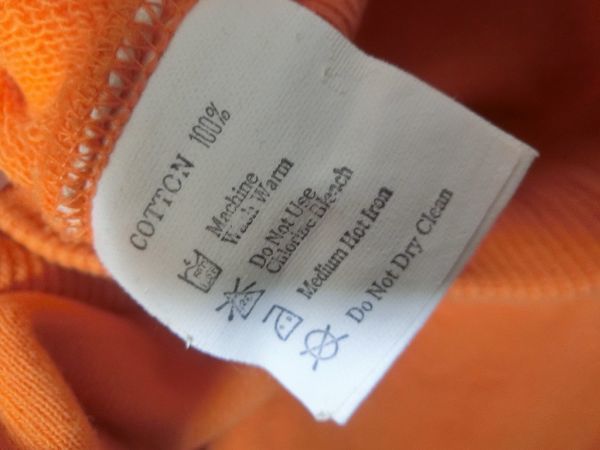 COTTON 100%
Machine
Wash Warm
Do Not Use
Chlorine Bleach
Medium Hot Iron
Do Not Dry Clean